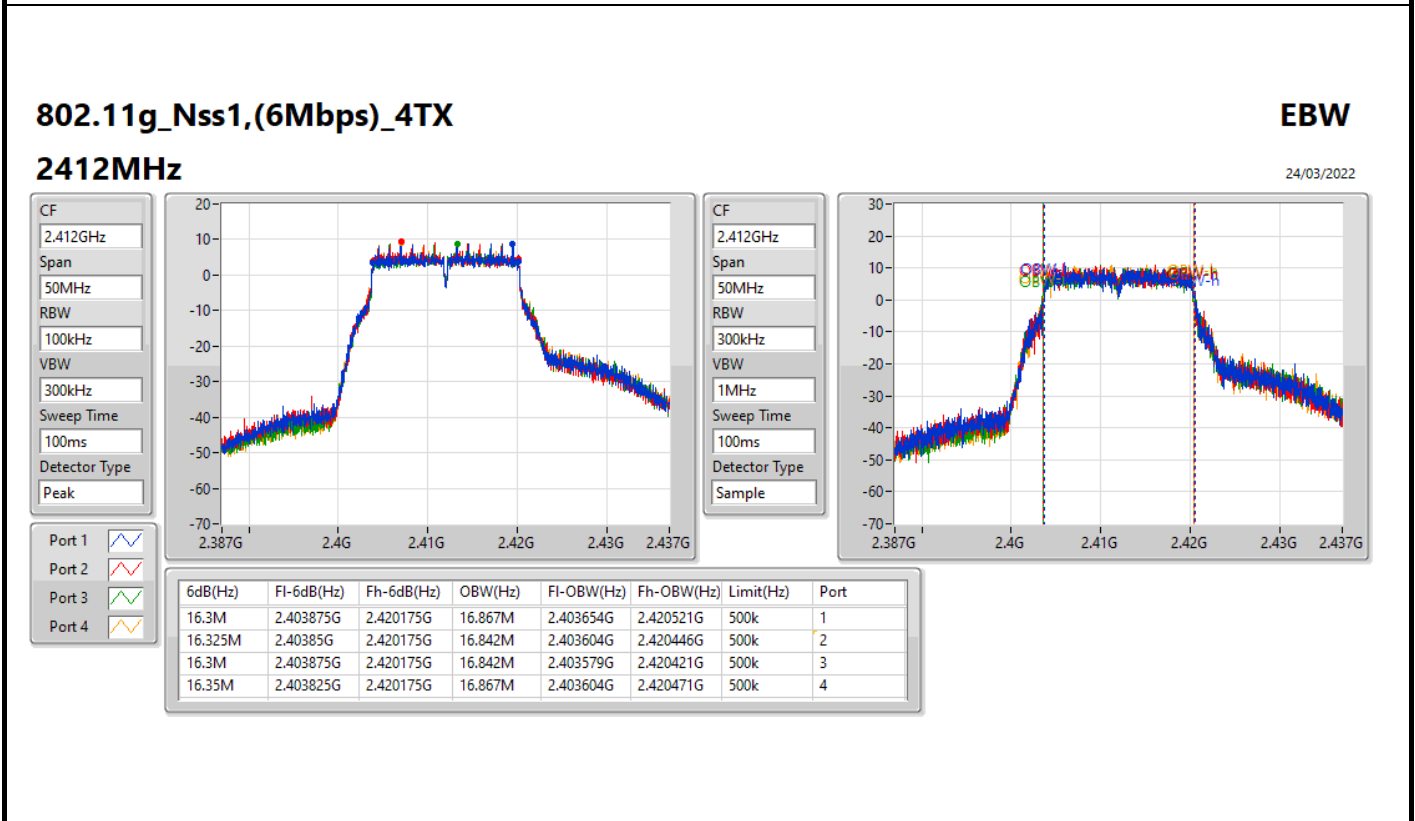 802.11g_Nss1,(6Mbps)_4TX EBW
2412MHz 24/03/2022
CF
2.412GHz
Span
50MHz
RBW
100kHz
VBW
300kHz
Sweep Time
100ms
Detector Type
Peak
20
10
0
-10
-20
-30
-40
-50
-60
-70
2.387G 2.4G 2.41G 2.42G 2.43G 2.437G
CF
2.412GHz
Span
50MHz
RBW
300kHz
VBW
1MHz
Sweep Time
100ms
Detector Type
Sample
30
20
10
0
-10
-20
-30
-40
-50
-60
-70
2.387G 2.4G 2.41G 2.42G 2.43G 2.437G
Port 1
Port 2
Port 3
Port 4
6dB(Hz) Fl-6dB(Hz) Fh-6dB(Hz) OBW(Hz) Fl-OBW(Hz) Fh-OBW(Hz) Limit(Hz) Port
16.3M 2.403875G 2.420175G 16.867M 2.403654G 2.420521G 500k 1
16.325M 2.40385G 2.420175G 16.842M 2.403604G 2.420446G 500k 2
16.3M 2.403875G 2.420175G 16.842M 2.403579G 2.420421G 500k 3
16.35M 2.403825G 2.420175G 16.867M 2.403604G 2.420471G 500k 4